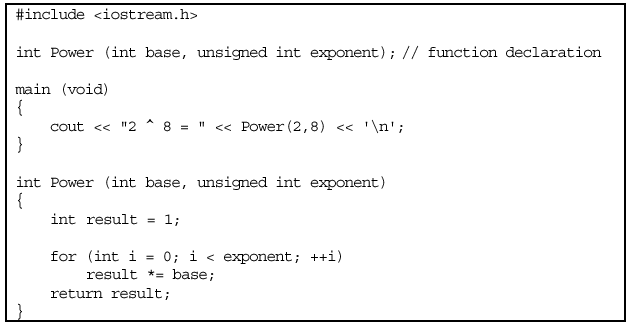 #include <iostream.h>
int Power (int base, unsigned int exponent); // function declaration
main (void)
{
    cout << "2 ^ 8 = " << Power(2,8) << '\n';
}
int Power (int base, unsigned int exponent)
{
    int result = 1;
    for (int i = 0; i < exponent; ++i)
        result *= base;
    return result;
}